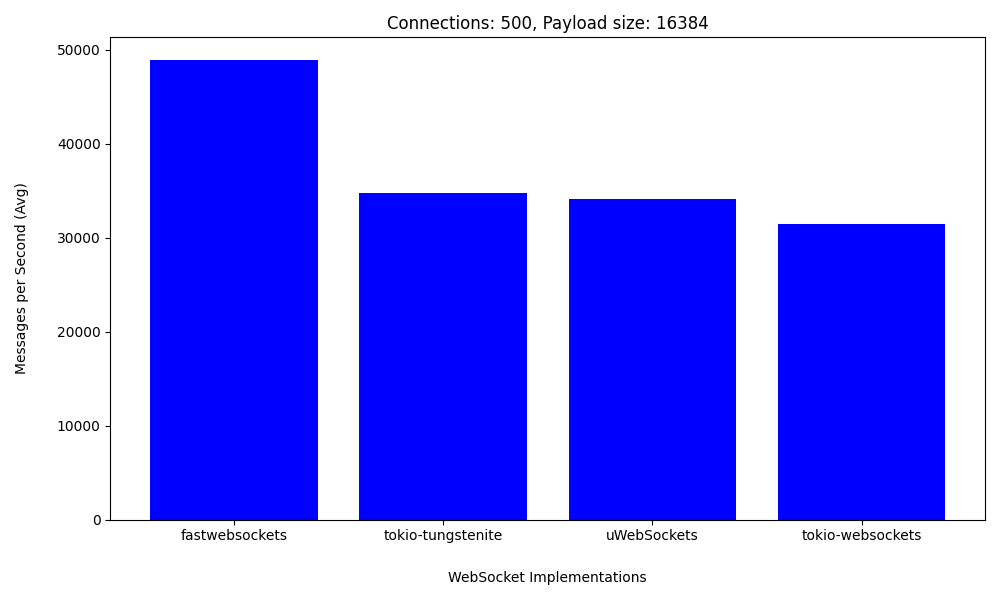 Connections: 500, Payload size: 16384
Messages per Second (Avg)
50000
40000
30000
20000
10000
0
fastwebsockets
tokio-tungstenite
uWebSockets
tokio-websockets
WebSocket Implementations